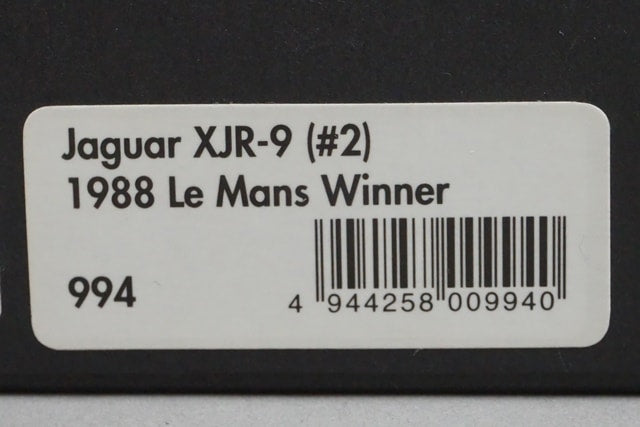 Jaguar XJR-9 (#2)
1988 Le Mans Winner
994
4 944258 009940